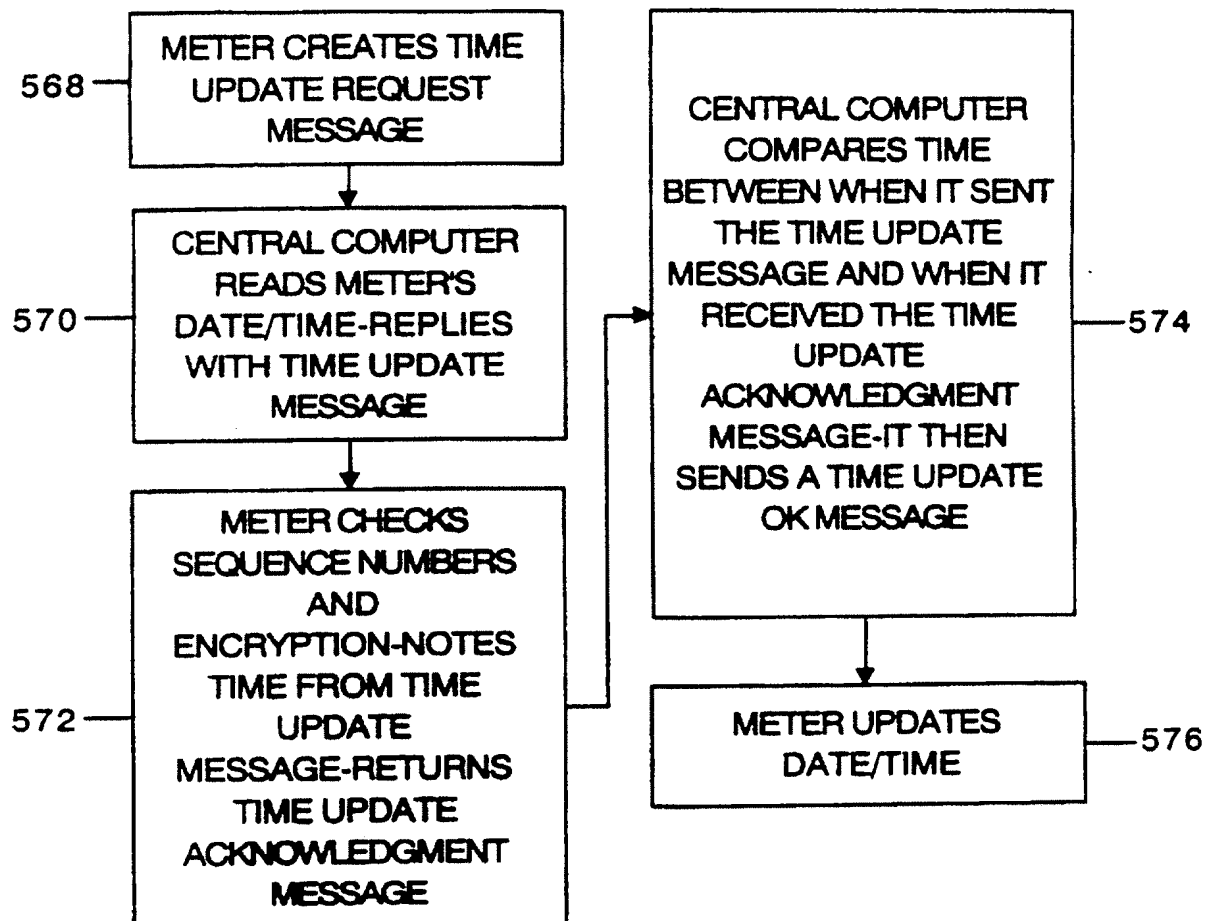 568
METER CREATES TIME
UPDATE REQUEST
MESSAGE
570
CENTRAL COMPUTER
READS METER'S
DATE/TIME-REPLIES
WITH TIME UPDATE
MESSAGE
572
METER CHECKS
SEQUENCE NUMBERS
AND
ENCRYPTION-NOTES
TIME FROM TIME
UPDATE
MESSAGE-RETURNS
TIME UPDATE
ACKNOWLEDGMENT
MESSAGE
CENTRAL COMPUTER
COMPARES TIME
BETWEEN WHEN IT SENT
THE TIME UPDATE
MESSAGE AND WHEN IT
RECEIVED THE TIME
UPDATE
ACKNOWLEDGMENT
MESSAGE-IT THEN
SENDS A TIME UPDATE
OK MESSAGE
574
METER UPDATES
DATE/TIME
576